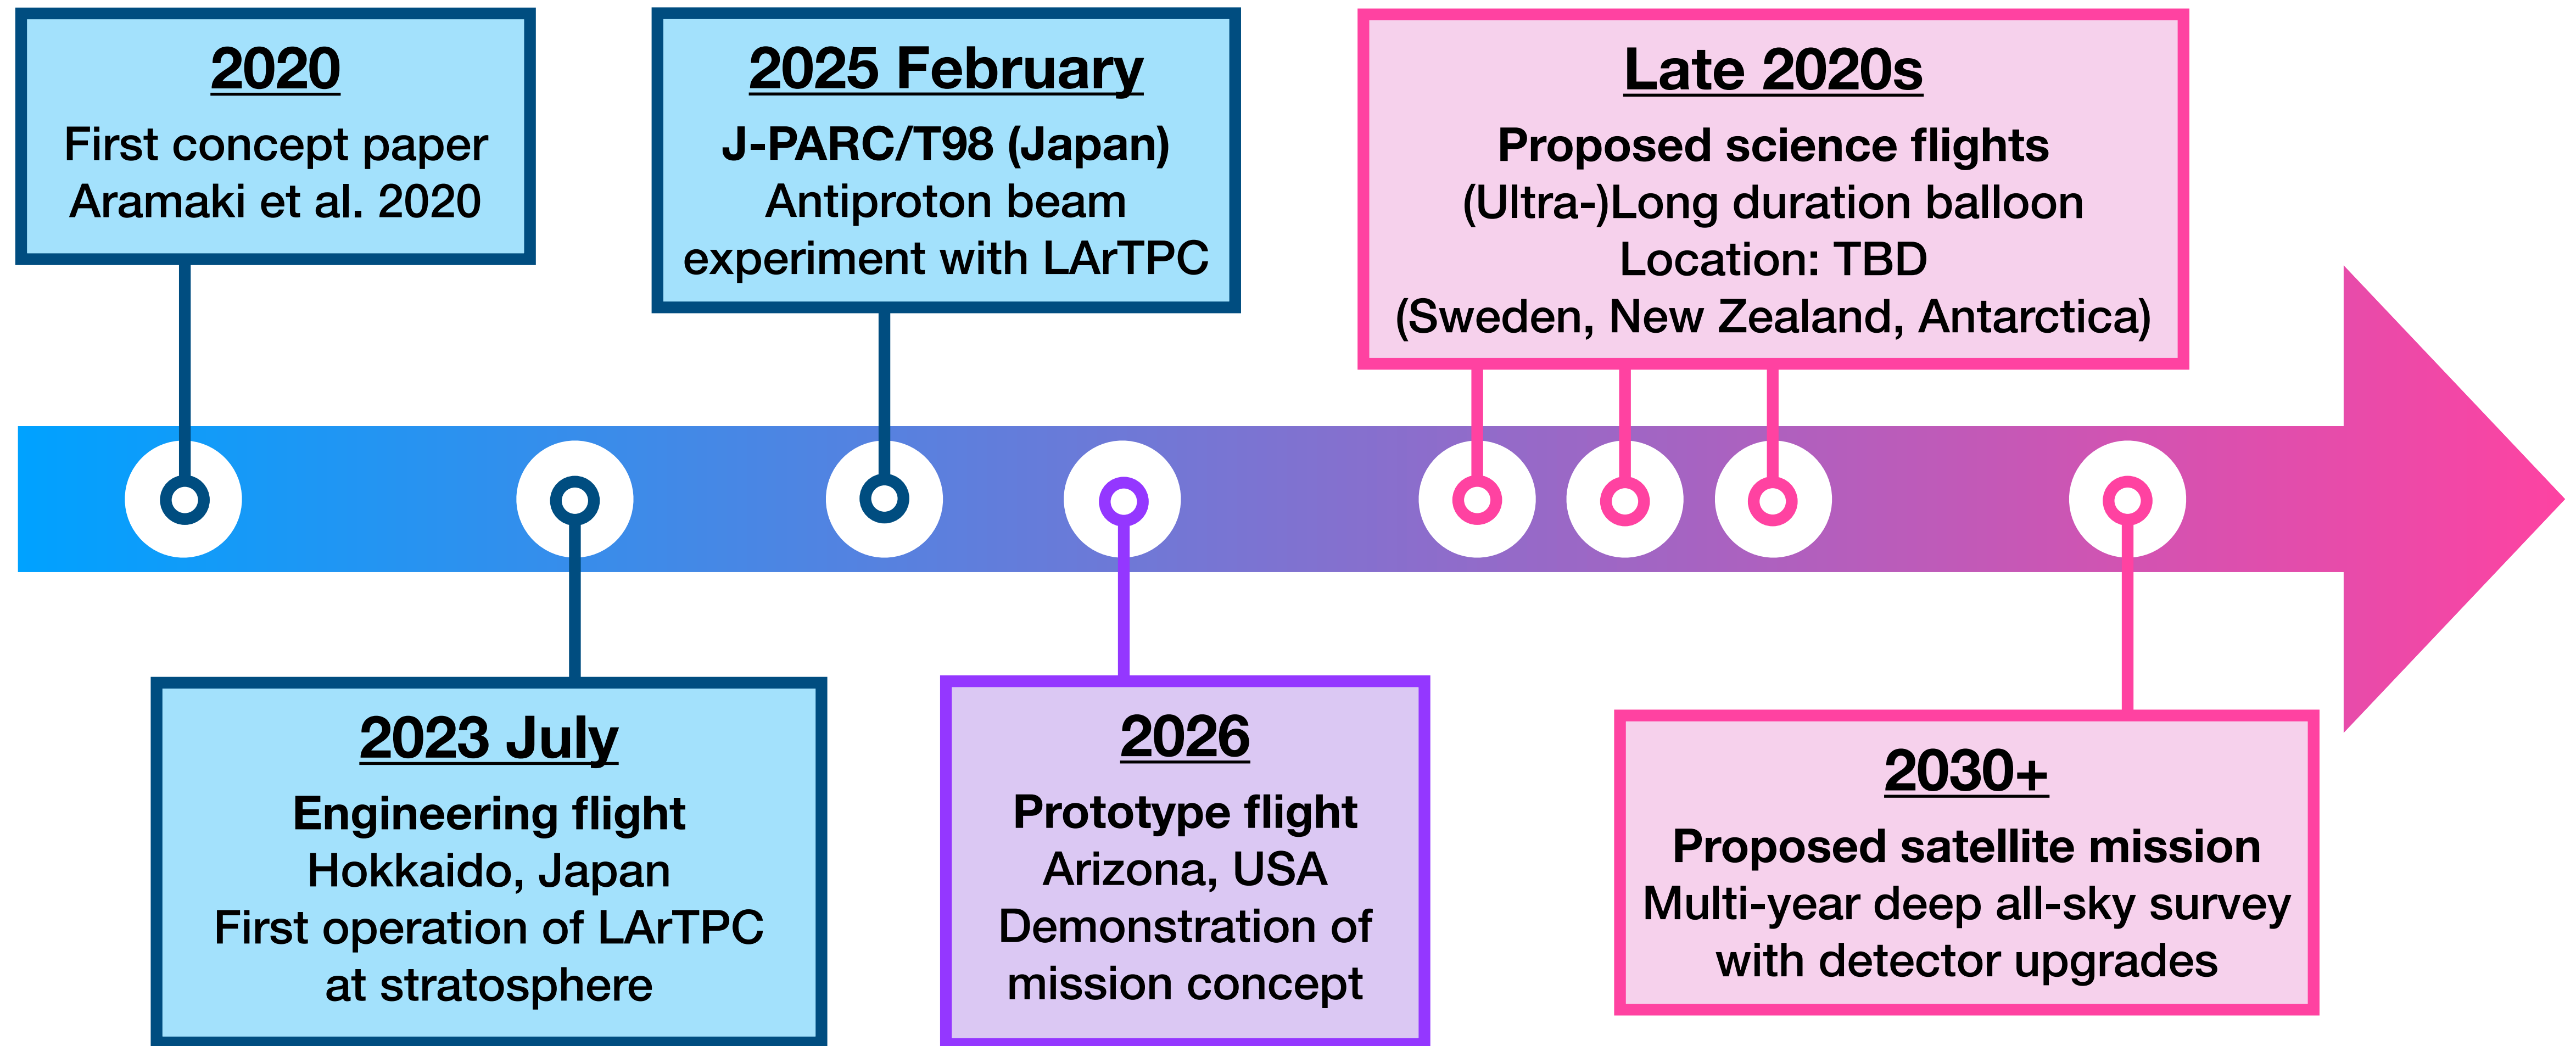 2020
First concept paper
Aramaki et al. 2020
2025 February
J-PARC/T98 (Japan)
Antiproton beam
experiment with LArTPC
Late 2020s
Proposed science flights
(Ultra-)Long duration balloon
Location: TBD
(Sweden, New Zealand, Antarctica)
2023 July
Engineering flight
Hokkaido, Japan
First operation of LArTPC
at stratosphere
2026
Prototype flight
Arizona, USA
Demonstration of
mission concept
2030+
Proposed satellite mission
Multi-year deep all-sky survey
with detector upgrades